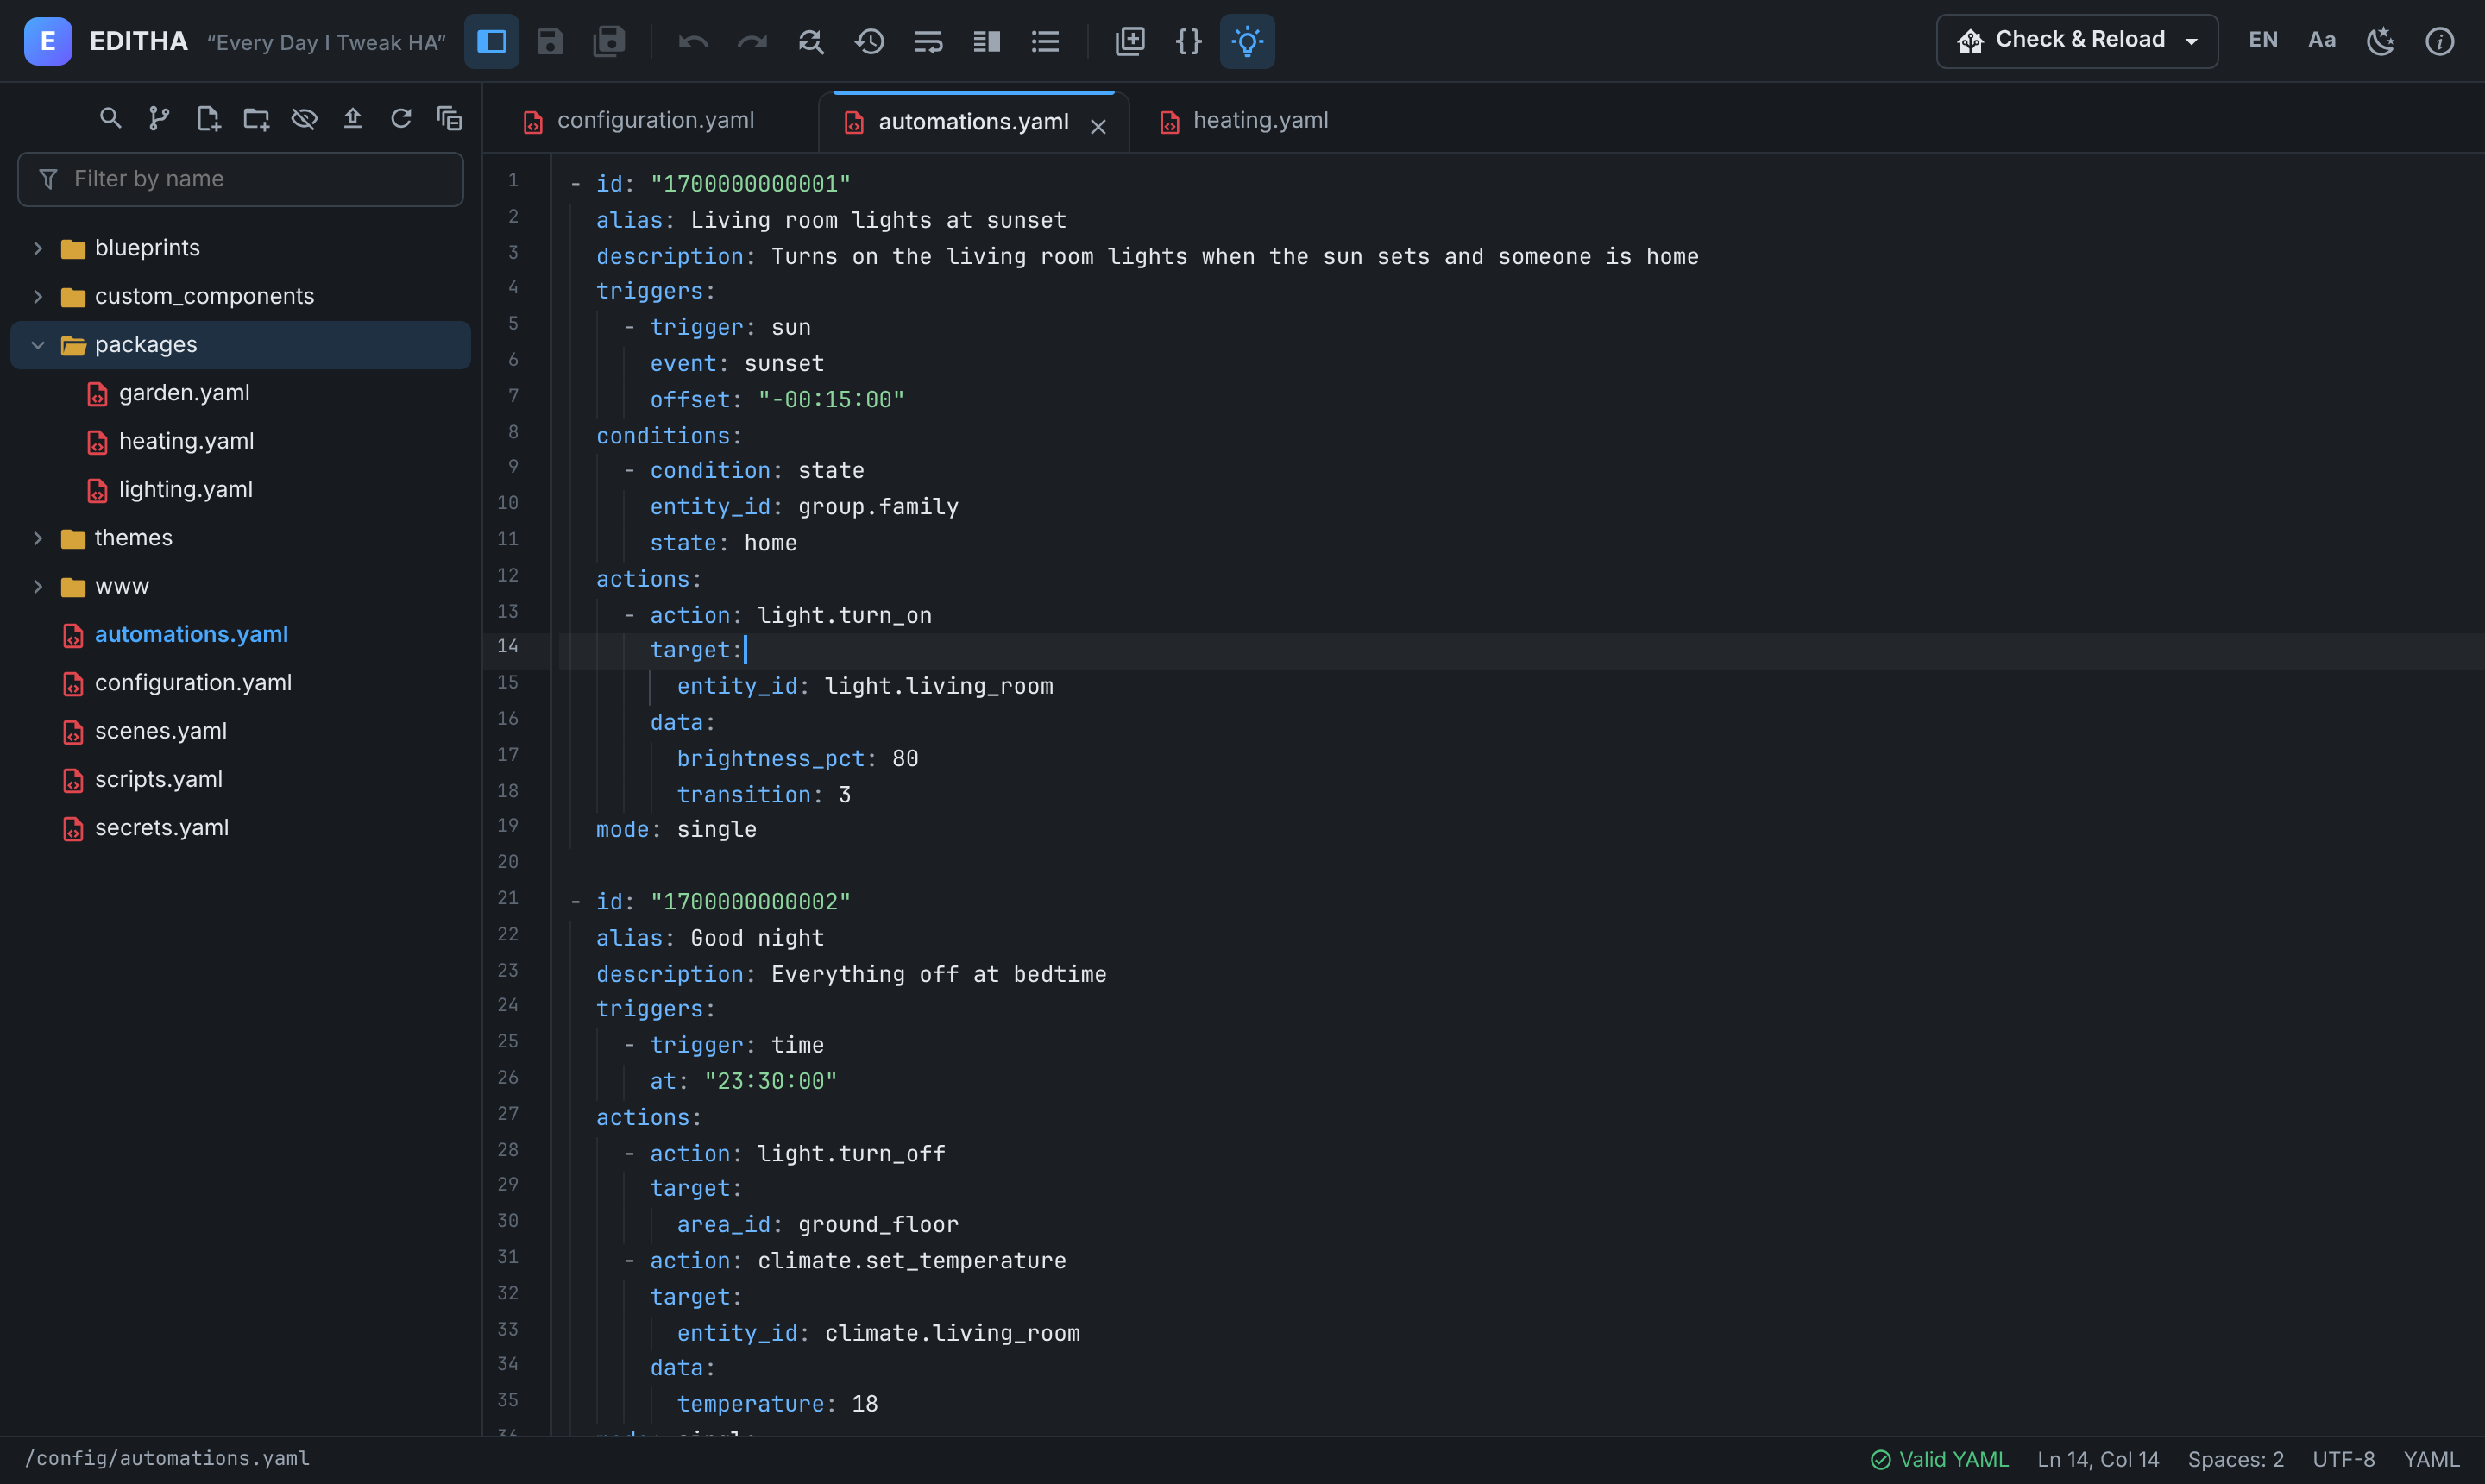 E EDITHA “Every Day I Tweak HA” Check & Reload EN Aa
Filter by name
blueprints
custom_components
packages
garden.yaml
heating.yaml
lighting.yaml
themes
www
automations.yaml
configuration.yaml
scenes.yaml
scripts.yaml
secrets.yaml
configuration.yaml automations.yaml heating.yaml
1 - id: "1700000000001"
2 alias: Living room lights at sunset
3 description: Turns on the living room lights when the sun sets and someone is home
4 triggers:
5 - trigger: sun
6 event: sunset
7 offset: "-00:15:00"
8 conditions:
9 - condition: state
10 entity_id: group.family
11 state: home
12 actions:
13 - action: light.turn_on
14 target:
15 entity_id: light.living_room
16 data:
17 brightness_pct: 80
18 transition: 3
19 mode: single
20
21 - id: "1700000000002"
22 alias: Good night
23 description: Everything off at bedtime
24 triggers:
25 - trigger: time
26 at: "23:30:00"
27 actions:
28 - action: light.turn_off
29 target:
30 area_id: ground_floor
31 - action: climate.set_temperature
32 target:
33 entity_id: climate.living_room
34 data:
35 temperature: 18
/config/automations.yaml Valid YAML Ln 14, Col 14 Spaces: 2 UTF-8 YAML